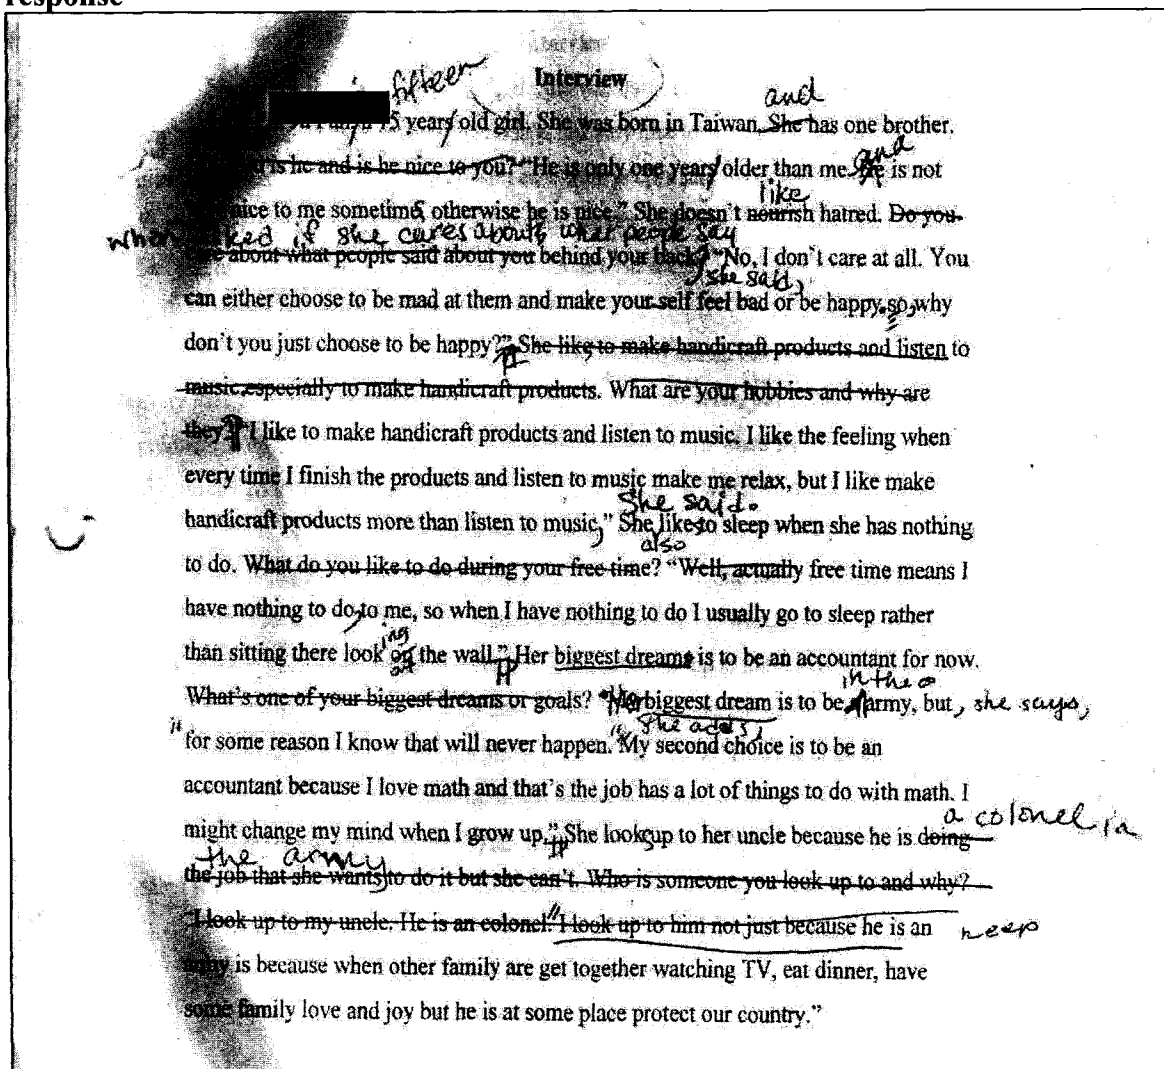 response
Interview
fifteen
and
15 years old girl. She was born in Taiwan. She has one brother.
and
is he and is he nice to you? "He is only one years older than me. He is not
like
nice to me sometime, otherwise he is nice." She doesn't nourish hatred. Do you
when asked if she cares about what people say
care about what people said about you behind your back? "No, I don't care at all. You
she said,
can either choose to be mad at them and make your self feel bad or be happy, so, why
don't you just choose to be happy?" She like to make handicraft products and listen to
music, especially to make handicraft products. What are your hobbies and why are
they? "I like to make handicraft products and listen to music. I like the feeling when
every time I finish the products and listen to music make me relax, but I like make
She said.
handicraft products more than listen to music," She likes to sleep when she has nothing
also
to do. What do you like to do during your free time? "Well, actually free time means I
have nothing to do, to me, so when I have nothing to do I usually go to sleep rather
ing
than sitting there look on the wall." Her biggest dreams is to be an accountant for now.
at
in the
What's one of your biggest dreams or goals? "My biggest dream is to be army, but, she says,
she adds,
"for some reason I know that will never happen. "My second choice is to be an
accountant because I love math and that's the job has a lot of things to do with math. I
a colonel in
might change my mind when I grow up." She looks up to her uncle because he is doing
the army
the job that she wants to do it but she can't. Who is someone you look up to and why?
"I look up to my uncle. He is an colonel. "I look up to him not just because he is an keep
army is because when other family are get together watching TV, eat dinner, have
some family love and joy but he is at some place protect our country."